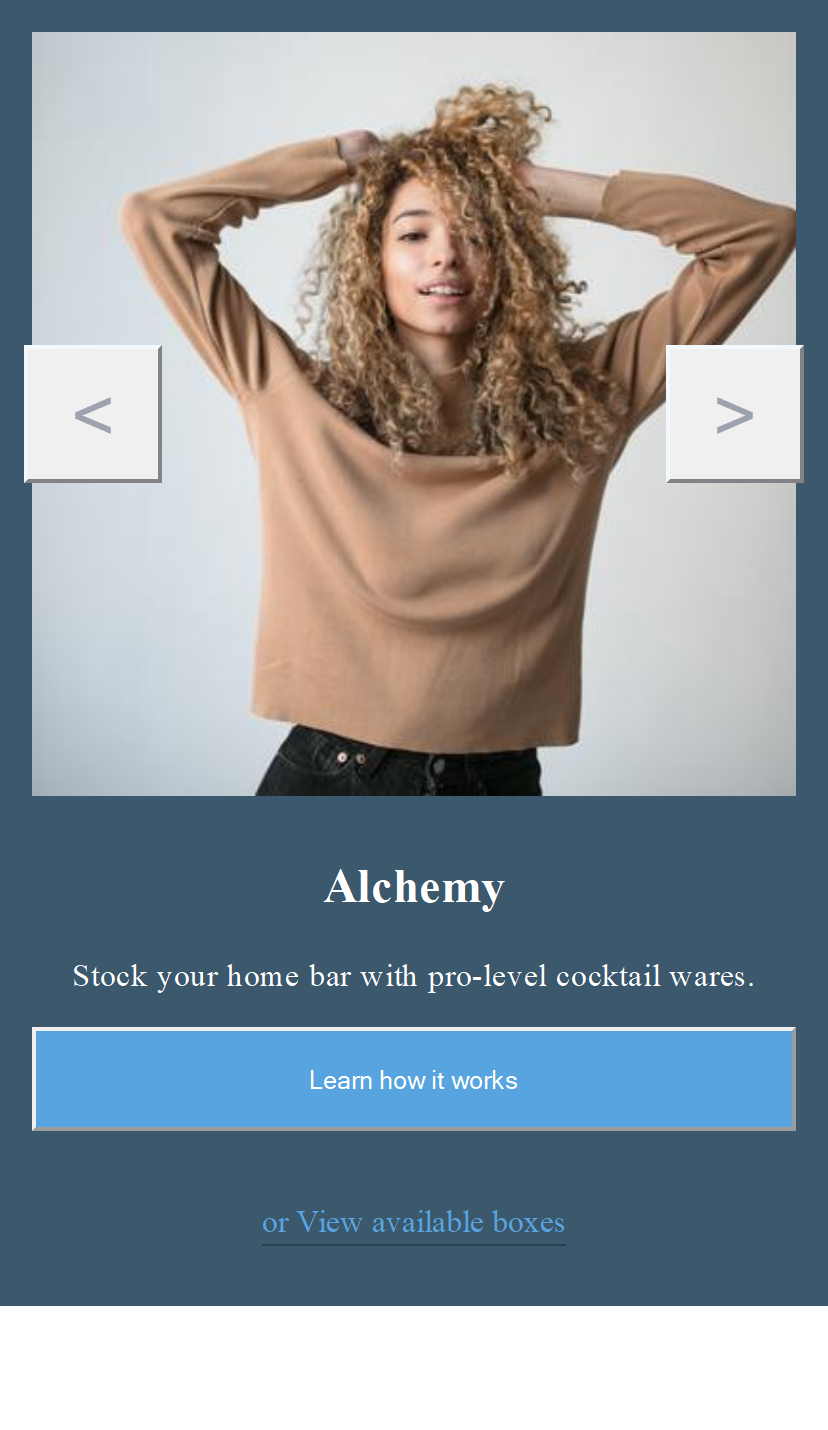 <
>
Alchemy
Stock your home bar with pro-level cocktail wares.
Learn how it works
or View available boxes